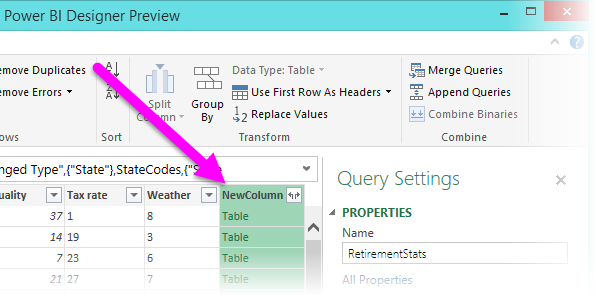 Power BI Designer Preview
emove Duplicates
emove Errors
ows
A
Z
Z
A
Sort
Split
Column
Group
By
Data Type: Table
Use First Row As Headers
1
2
Replace Values
Transform
Merge Queries
Append Queries
Combine Binaries
Combine
nged Type",{"State"},StateCodes,{"State
uality Tax rate Weather NewColumn
37 1 8 Table
14 19 3 Table
7 23 6 Table
21 27 7 Table
Query Settings
PROPERTIES
Name
RetirementStats
All Properties